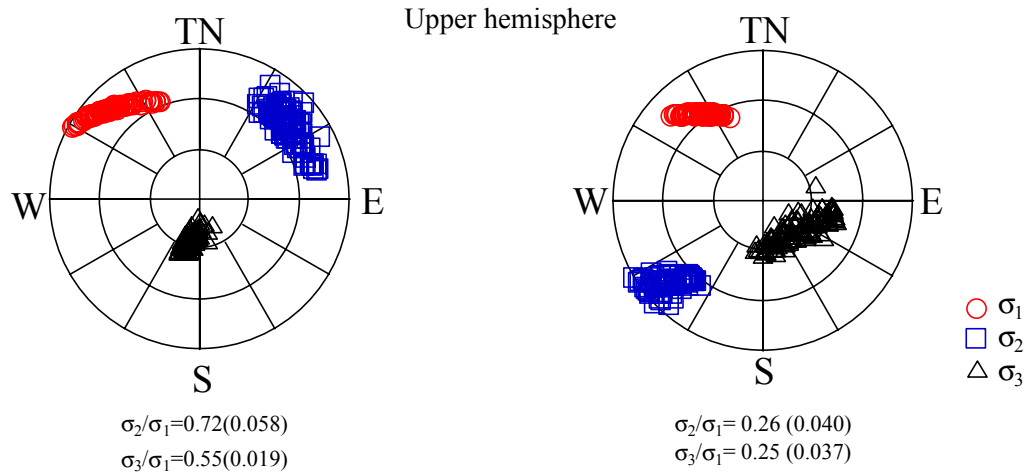 Upper hemisphere
TN
W
E
S
σ2/σ1=0.72(0.058)
σ3/σ1=0.55(0.019)
TN
W
E
S
σ2/σ1= 0.26 (0.040)
σ3/σ1= 0.25 (0.037)
σ1
σ2
σ3